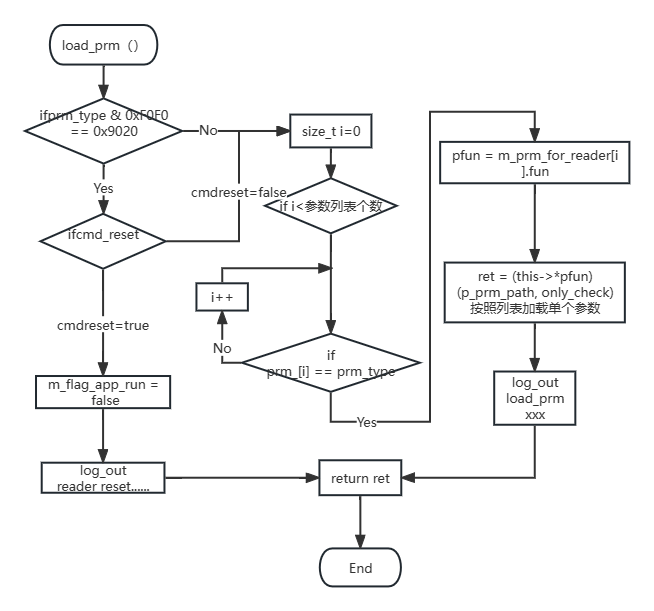 load_prm（）
ifprm_type & 0xF0F0
== 0x9020
No
size_t i=0
pfun = m_prm_for_reader[i
].fun
Yes
cmdreset=false
if i<参数列表个数
ifcmd_reset
ret = (this->*pfun)
(p_prm_path, only_check)
按照列表加载单个参数
i++
cmdreset=true
No
if
prm_[i] == prm_type
m_flag_app_run =
false
log_out
load_prm
xxx
Yes
log_out
reader reset......
return ret
End